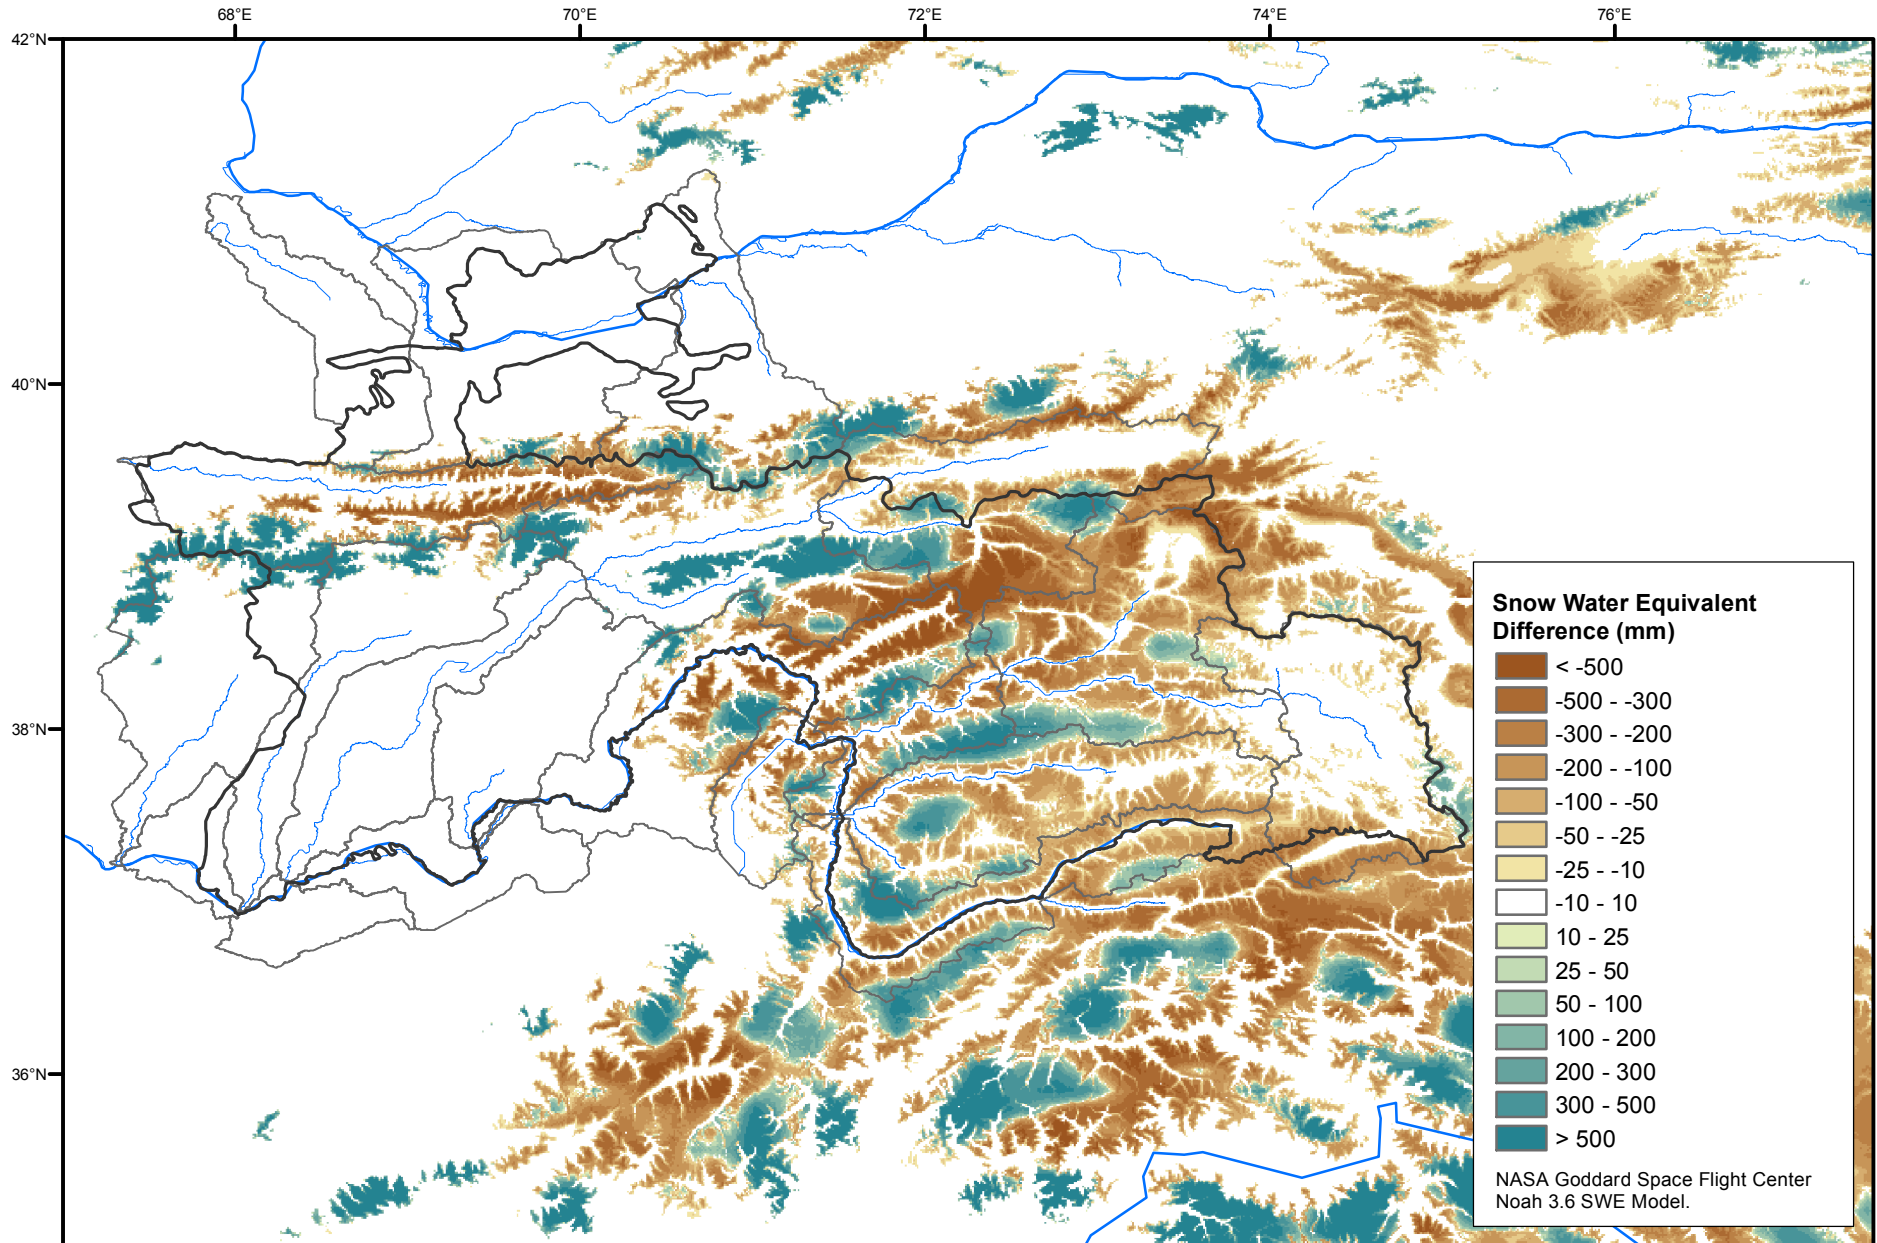 68°E
70°E
72°E
74°E
76°E
42°N
40°N
38°N
36°N
Snow Water Equivalent
Difference (mm)
< -500
-500 - -300
-300 - -200
-200 - -100
-100 - -50
-50 - -25
-25 - -10
-10 - 10
10 - 25
25 - 50
50 - 100
100 - 200
200 - 300
300 - 500
> 500
NASA Goddard Space Flight Center
Noah 3.6 SWE Model.